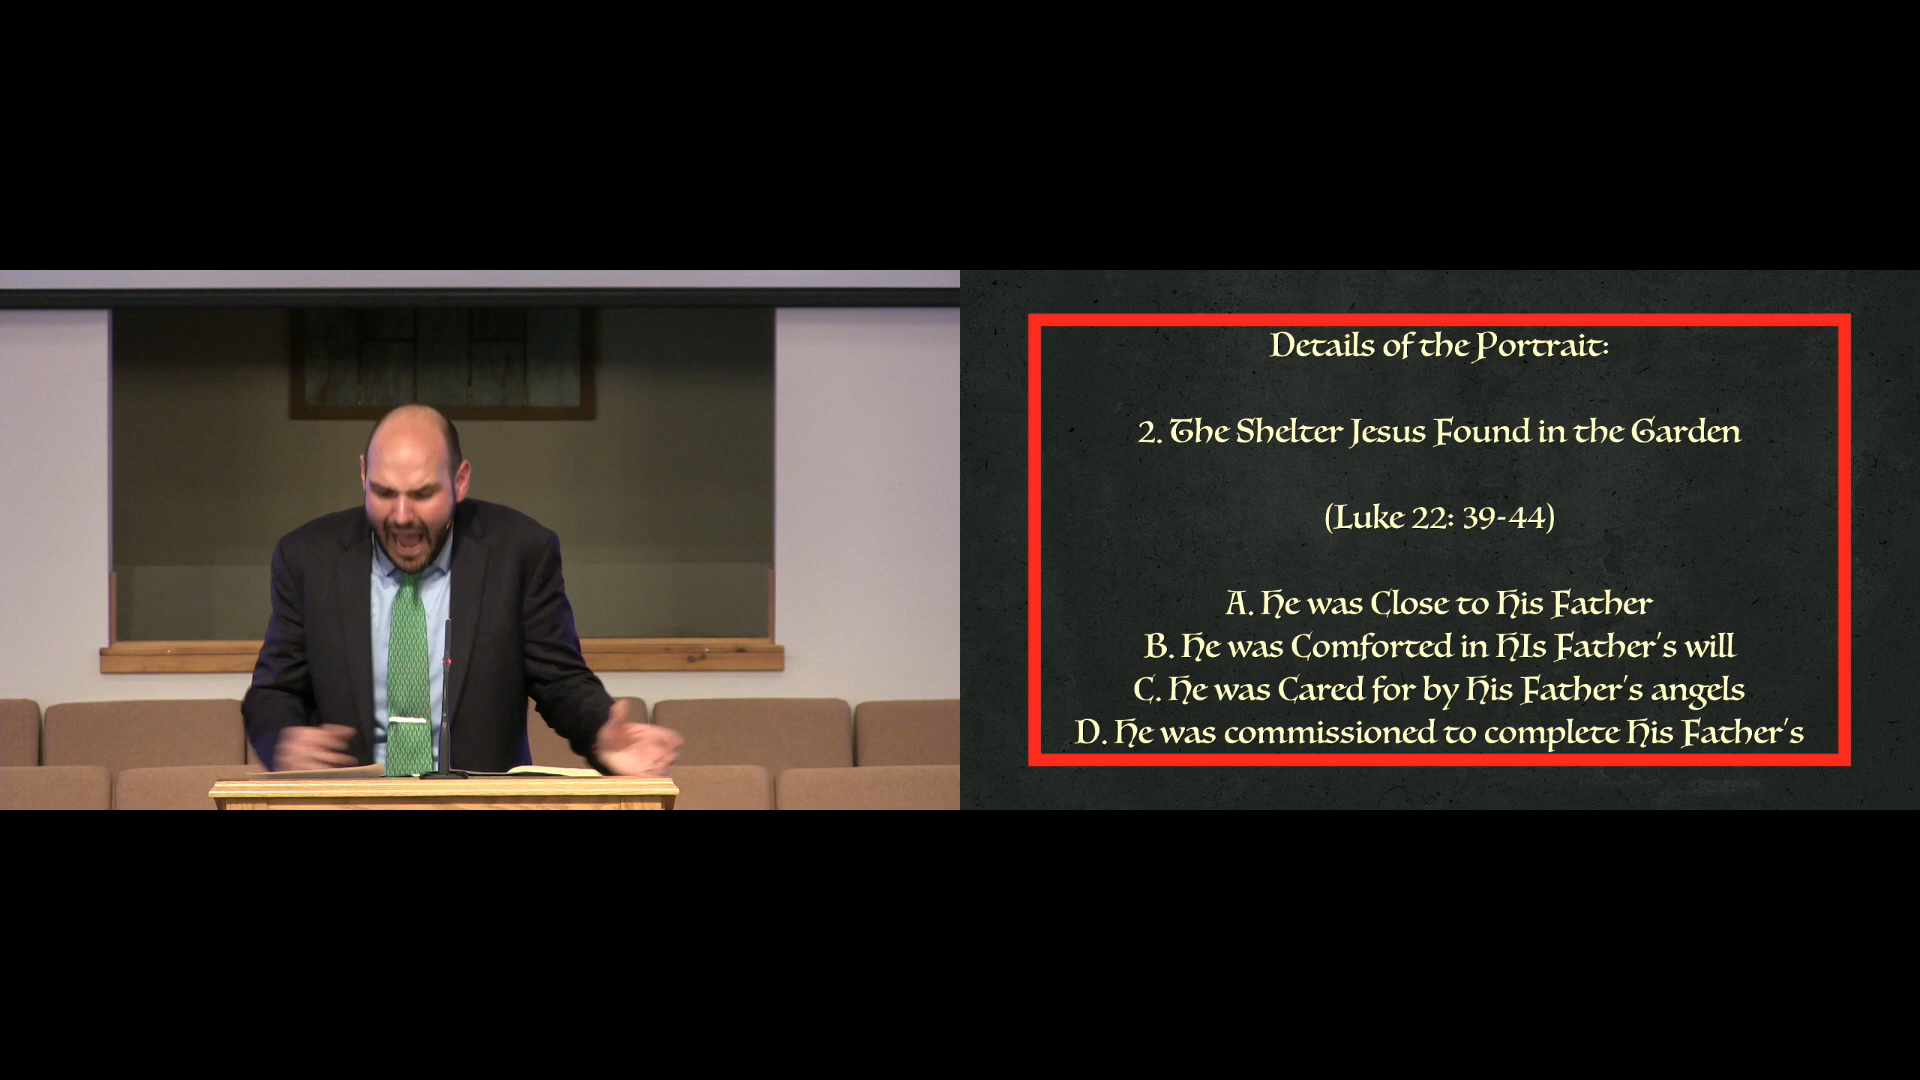 Details of the Portrait:
2. The Shelter Jesus Found in the Garden
(Luke 22: 39-44)
A. He was Close to His Father
B. He was Comforted in HIs Father's will
C. He was Cared for by His Father's angels
D. He was commissioned to complete His Father's